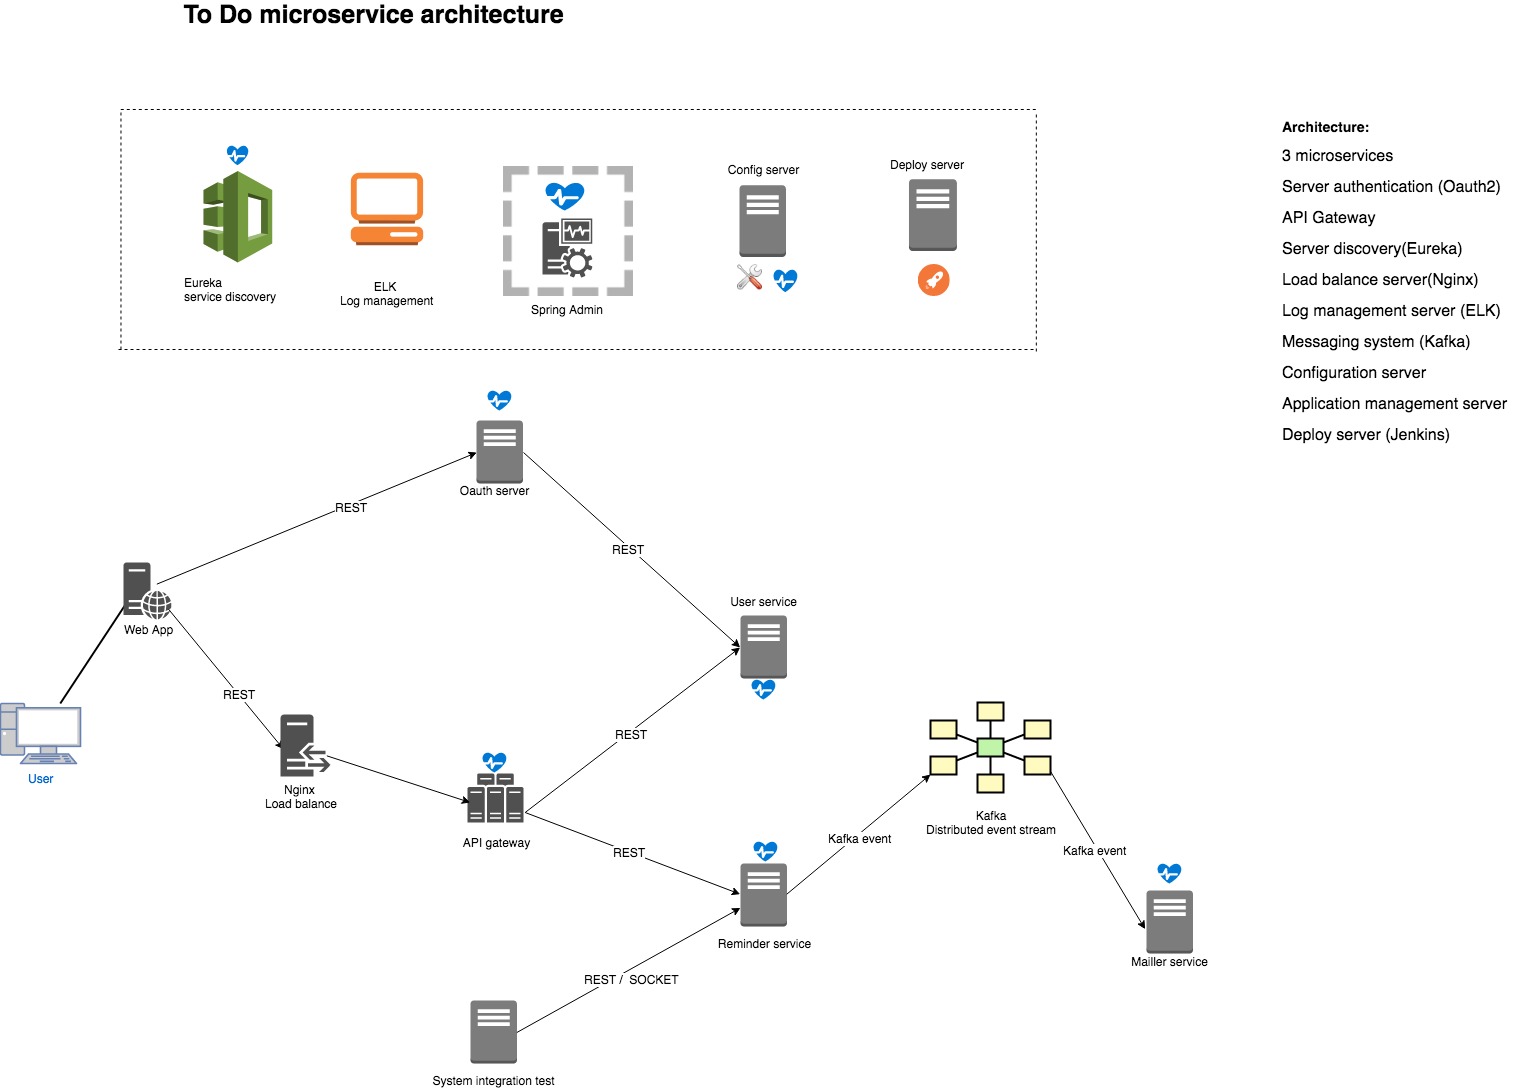 To Do microservice architecture
Architecture:
3 microservices
Server authentication (Oauth2)
API Gateway
Server discovery(Eureka)
Load balance server(Nginx)
Log management server (ELK)
Messaging system (Kafka)
Configuration server
Application management server
Deploy server (Jenkins)
Eureka
service discovery
ELK
Log management
Spring Admin
Config server
Deploy server
Oauth server
REST
REST
Web App
User service
REST
User
Nginx
Load balance
REST
API gateway
REST
Kafka
Distributed event stream
Kafka event
Kafka event
Reminder service
Mailler service
REST / SOCKET
System integration test